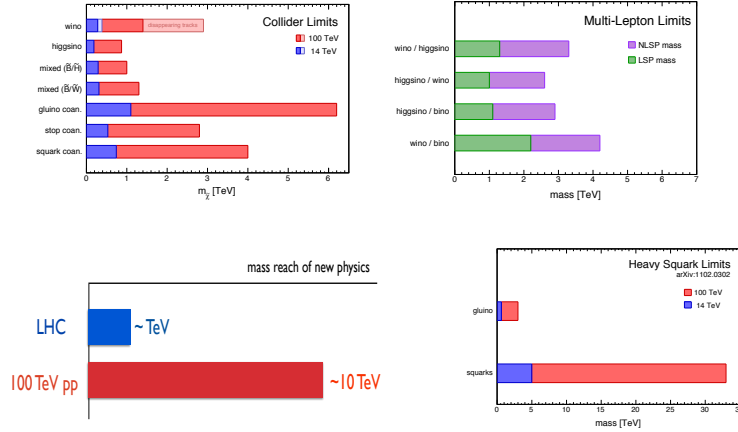 Collider Limits
100 TeV
14 TeV
wino
disappearing tracks
higgsino
mixed (B̃/H̃)
mixed (B̃/W̃)
gluino coan.
stop coan.
squark coan.
0 1 2 3 4 5 6
m_χ̃ [TeV]
Multi-Lepton Limits
NLSP mass
LSP mass
wino / higgsino
higgsino / wino
higgsino / bino
wino / bino
0 1 2 3 4 5 6 7
mass [TeV]
mass reach of new physics
LHC ~ TeV
100 TeV pp ~10 TeV
Heavy Squark Limits
arXiv:1102.0302
100 TeV
14 TeV
gluino
squarks
0 5 10 15 20 25 30 35
mass [TeV]